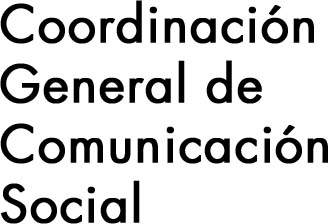 Coordinación
General de
Comunicación
Social